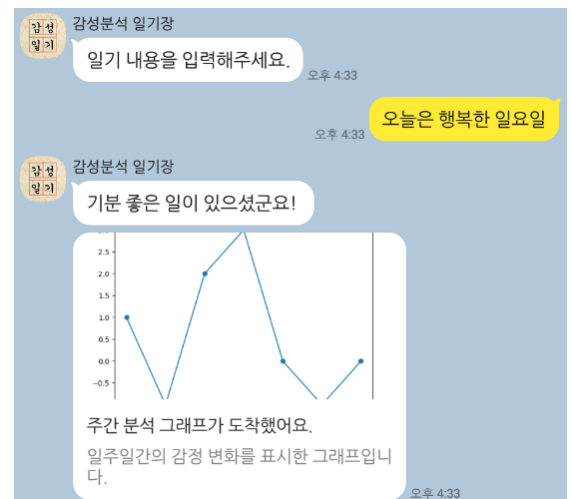 감성
일기
감성분석 일기장
일기 내용을 입력해주세요.
오후 4:33
오늘은 행복한 일요일
오후 4:33
감성
일기
감성분석 일기장
기분 좋은 일이 있으셨군요!
2.5
2.0
1.5
1.0
0.5
0.0
−0.5
주간 분석 그래프가 도착했어요.
일주일간의 감정 변화를 표시한 그래프입니
다.
오후 4:33